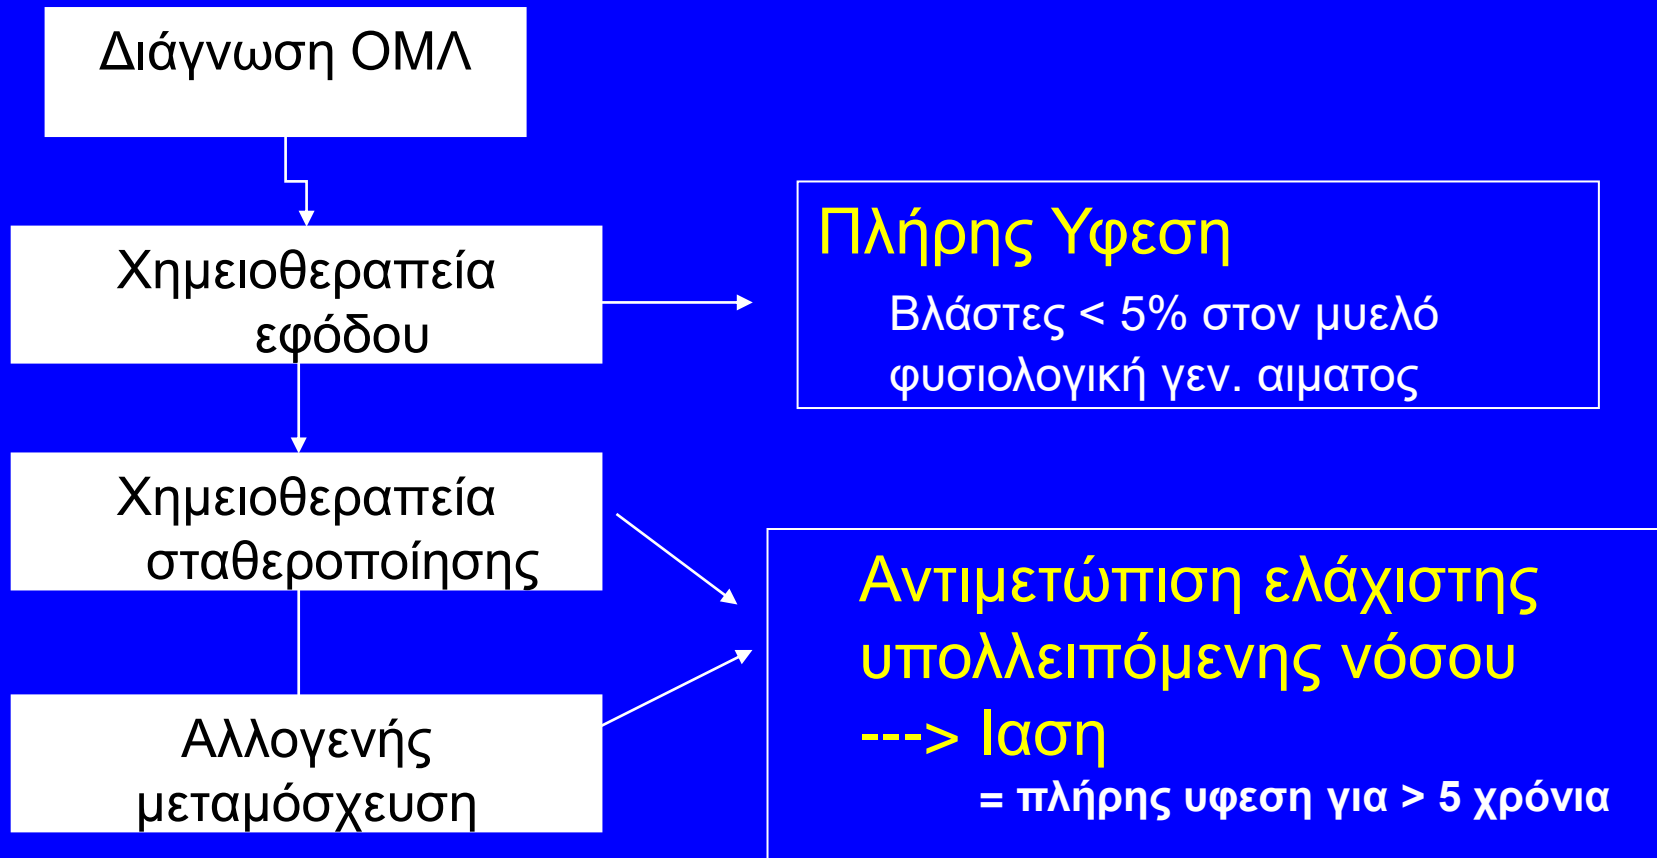 Διάγνωση ΟΜΛ
Χημειοθεραπεία
εφόδου
Πλήρης Υφεση
Βλάστες < 5% στον μυελό
φυσιολογική γεν. αιματος
Χημειοθεραπεία
σταθεροποίησης
Αντιμετώπιση ελάχιστης
υπολλειπόμενης νόσου
---> Ιαση
= πλήρης υφεση για > 5 χρόνια
Αλλογενής
μεταμόσχευση